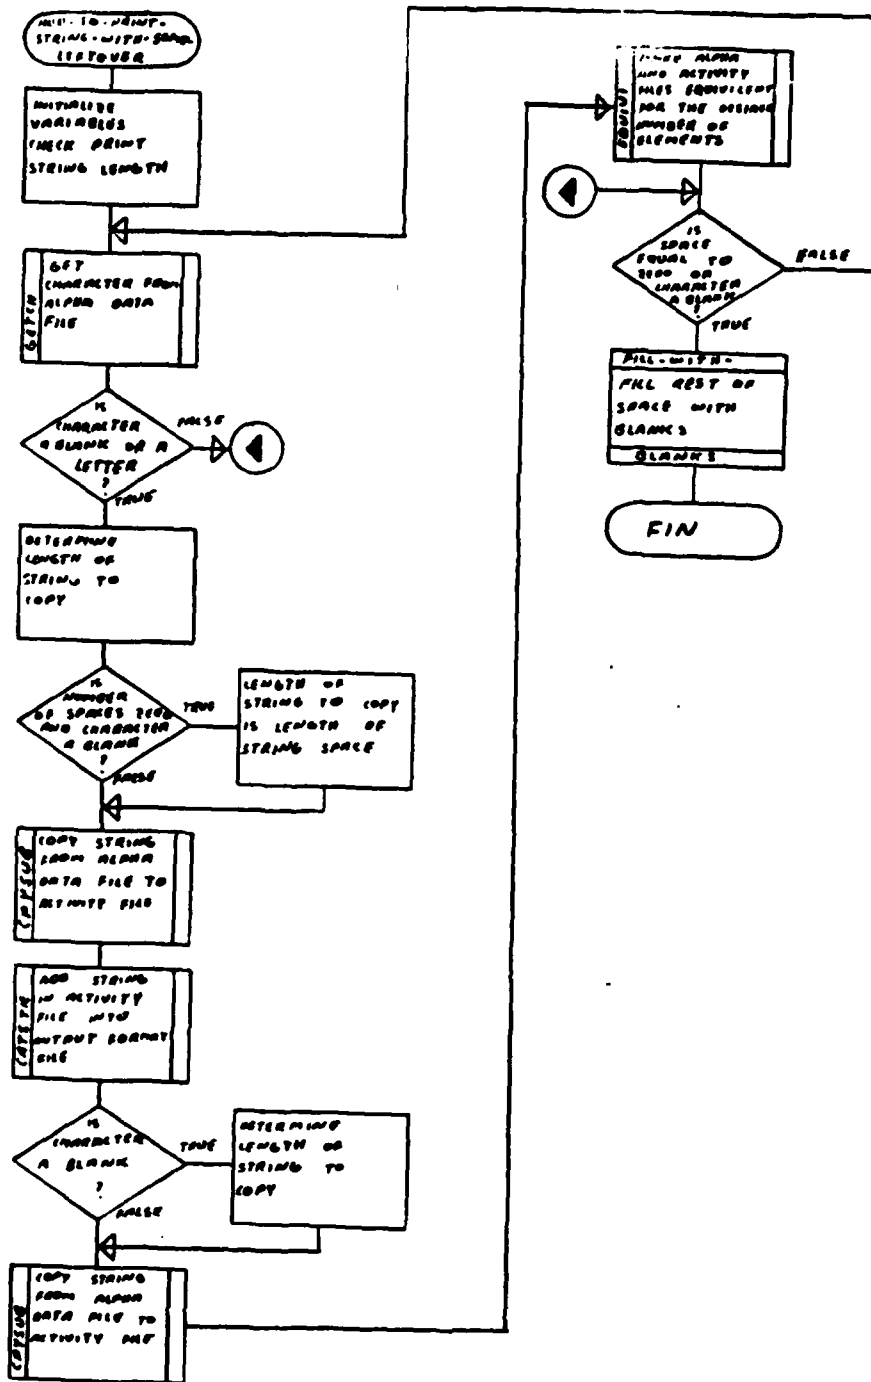 STRING-WITH-SPACE
LEFTOVER
INITIALIZE
VARIABLES
CHECK PRINT
STRING LENGTH
GETCH
GET
CHARACTER FROM
ALPHA DATA
FILE
IS
CHARACTER
A BLANK OR A
LETTER
?
FALSE
TRUE
DETERMINE
LENGTH OF
STRING TO
COPY
IS
NUMBER
OF SPACES ZERO
AND CHARACTER
A BLANK
?
TRUE
FALSE
LENGTH OF
STRING TO COPY
IS LENGTH OF
STRING SPACE
CPYSUB
COPY STRING
FROM ALPHA
DATA FILE TO
ACTIVITY FILE
CATSTR
ADD STRING
IN ACTIVITY
FILE INTO
OUTPUT FORMAT
FILE
IS
CHARACTER
A BLANK
?
TRUE
FALSE
DETERMINE
LENGTH OF
STRING TO
COPY
CPYSUB
COPY STRING
FROM ALPHA
DATA FILE TO
ACTIVITY FILE
ALPHA
AND ACTIVITY
FILES EQUIVALENT
FOR THE DESIRED
NUMBER OF
ELEMENTS
IS
SPACE
EQUAL TO
ZERO OR
CHARACTER
A BLANK
?
FALSE
TRUE
FILL-WITH-
FILL REST OF
SPACE WITH
BLANKS
BLANKS
FIN